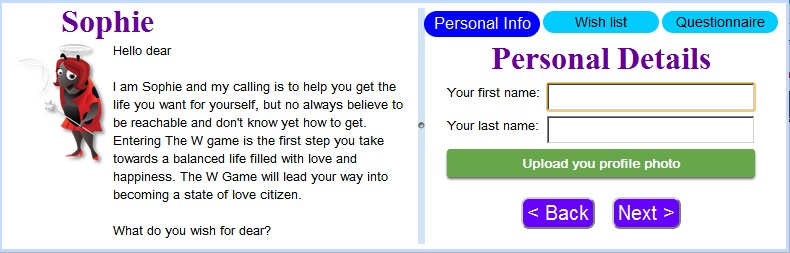 Sophie
Hello dear
I am Sophie and my calling is to help you get the
life you want for yourself, but no always believe to
be reachable and don't know yet how to get.
Entering The W game is the first step you take
towards a balanced life filled with love and
happiness. The W Game will lead your way into
becoming a state of love citizen.
What do you wish for dear?
Personal Info
Wish list
Questionnaire
Personal Details
Your first name:
Your last name:
Upload you profile photo
< Back
Next >